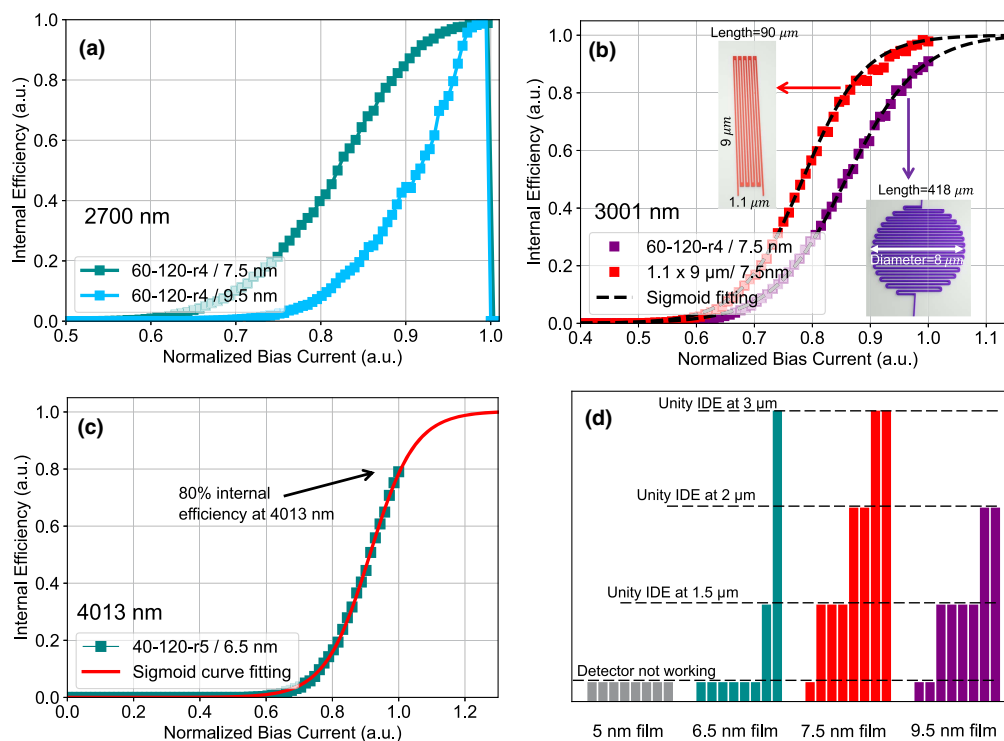 (a)
Internal Efficiency (a.u.)
1.0
0.8
0.6
0.4
0.2
0.0
2700 nm
60-120-r4 / 7.5 nm
60-120-r4 / 9.5 nm
0.5 0.6 0.7 0.8 0.9 1.0
Normalized Bias Current (a.u.)
(b)
Internal Efficiency (a.u.)
1.0
0.8
0.6
0.4
0.2
0.0
Length=90 μm
9 μm
1.1 μm
Length=418 μm
Diameter=8 μm
3001 nm
60-120-r4 / 7.5 nm
1.1 x 9 μm/ 7.5nm
Sigmoid fitting
0.4 0.5 0.6 0.7 0.8 0.9 1.0 1.1
Normalized Bias Current (a.u.)
(c)
Internal Efficiency (a.u.)
1.0
0.8
0.6
0.4
0.2
0.0
80% internal
efficiency at 4013 nm
4013 nm
40-120-r5 / 6.5 nm
Sigmoid curve fitting
0.0 0.2 0.4 0.6 0.8 1.0 1.2
Normalized Bias Current (a.u.)
(d)
Unity IDE at 3 μm
Unity IDE at 2 μm
Unity IDE at 1.5 μm
Detector not working
5 nm film 6.5 nm film 7.5 nm film 9.5 nm film